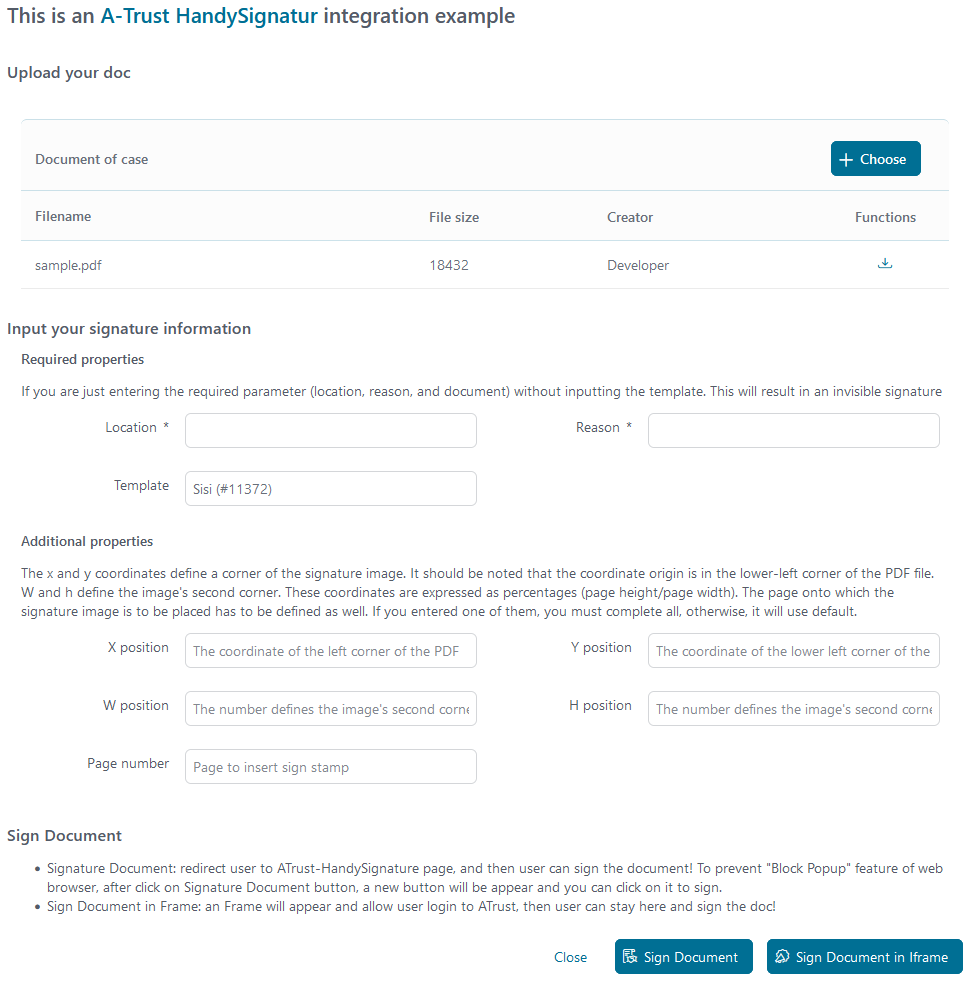 This is an A-Trust HandySignatur integration example
Upload your doc
Document of case
Choose
Filename File size Creator Functions
sample.pdf 18432 Developer
Input your signature information
Required properties
If you are just entering the required parameter (location, reason, and document) without inputting the template. This will result in an invisible signature
Location * Reason *
Template Sisi (#11372)
Additional properties
The x and y coordinates define a corner of the signature image. It should be noted that the coordinate origin is in the lower-left corner of the PDF file.
W and h define the image's second corner. These coordinates are expressed as percentages (page height/page width). The page onto which the
signature image is to be placed has to be defined as well. If you entered one of them, you must complete all, otherwise, it will use default.
X position The coordinate of the left corner of the PDF Y position The coordinate of the lower left corner of the
W position The number defines the image's second corne H position The number defines the image's second corne
Page number Page to insert sign stamp
Sign Document
• Signature Document: redirect user to ATrust-HandySignature page, and then user can sign the document! To prevent "Block Popup" feature of web
browser, after click on Signature Document button, a new button will be appear and you can click on it to sign.
• Sign Document in Frame: an Frame will appear and allow user login to ATrust, then user can stay here and sign the doc!
Close Sign Document Sign Document in Iframe